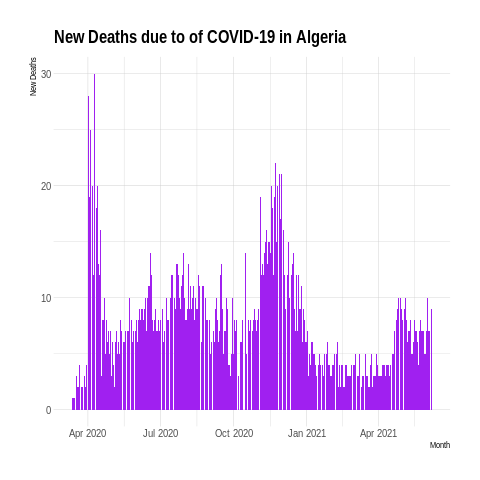 New Deaths due to of COVID-19 in Algeria
New Deaths
30
20
10
0
Apr 2020 Jul 2020 Oct 2020 Jan 2021 Apr 2021
Month